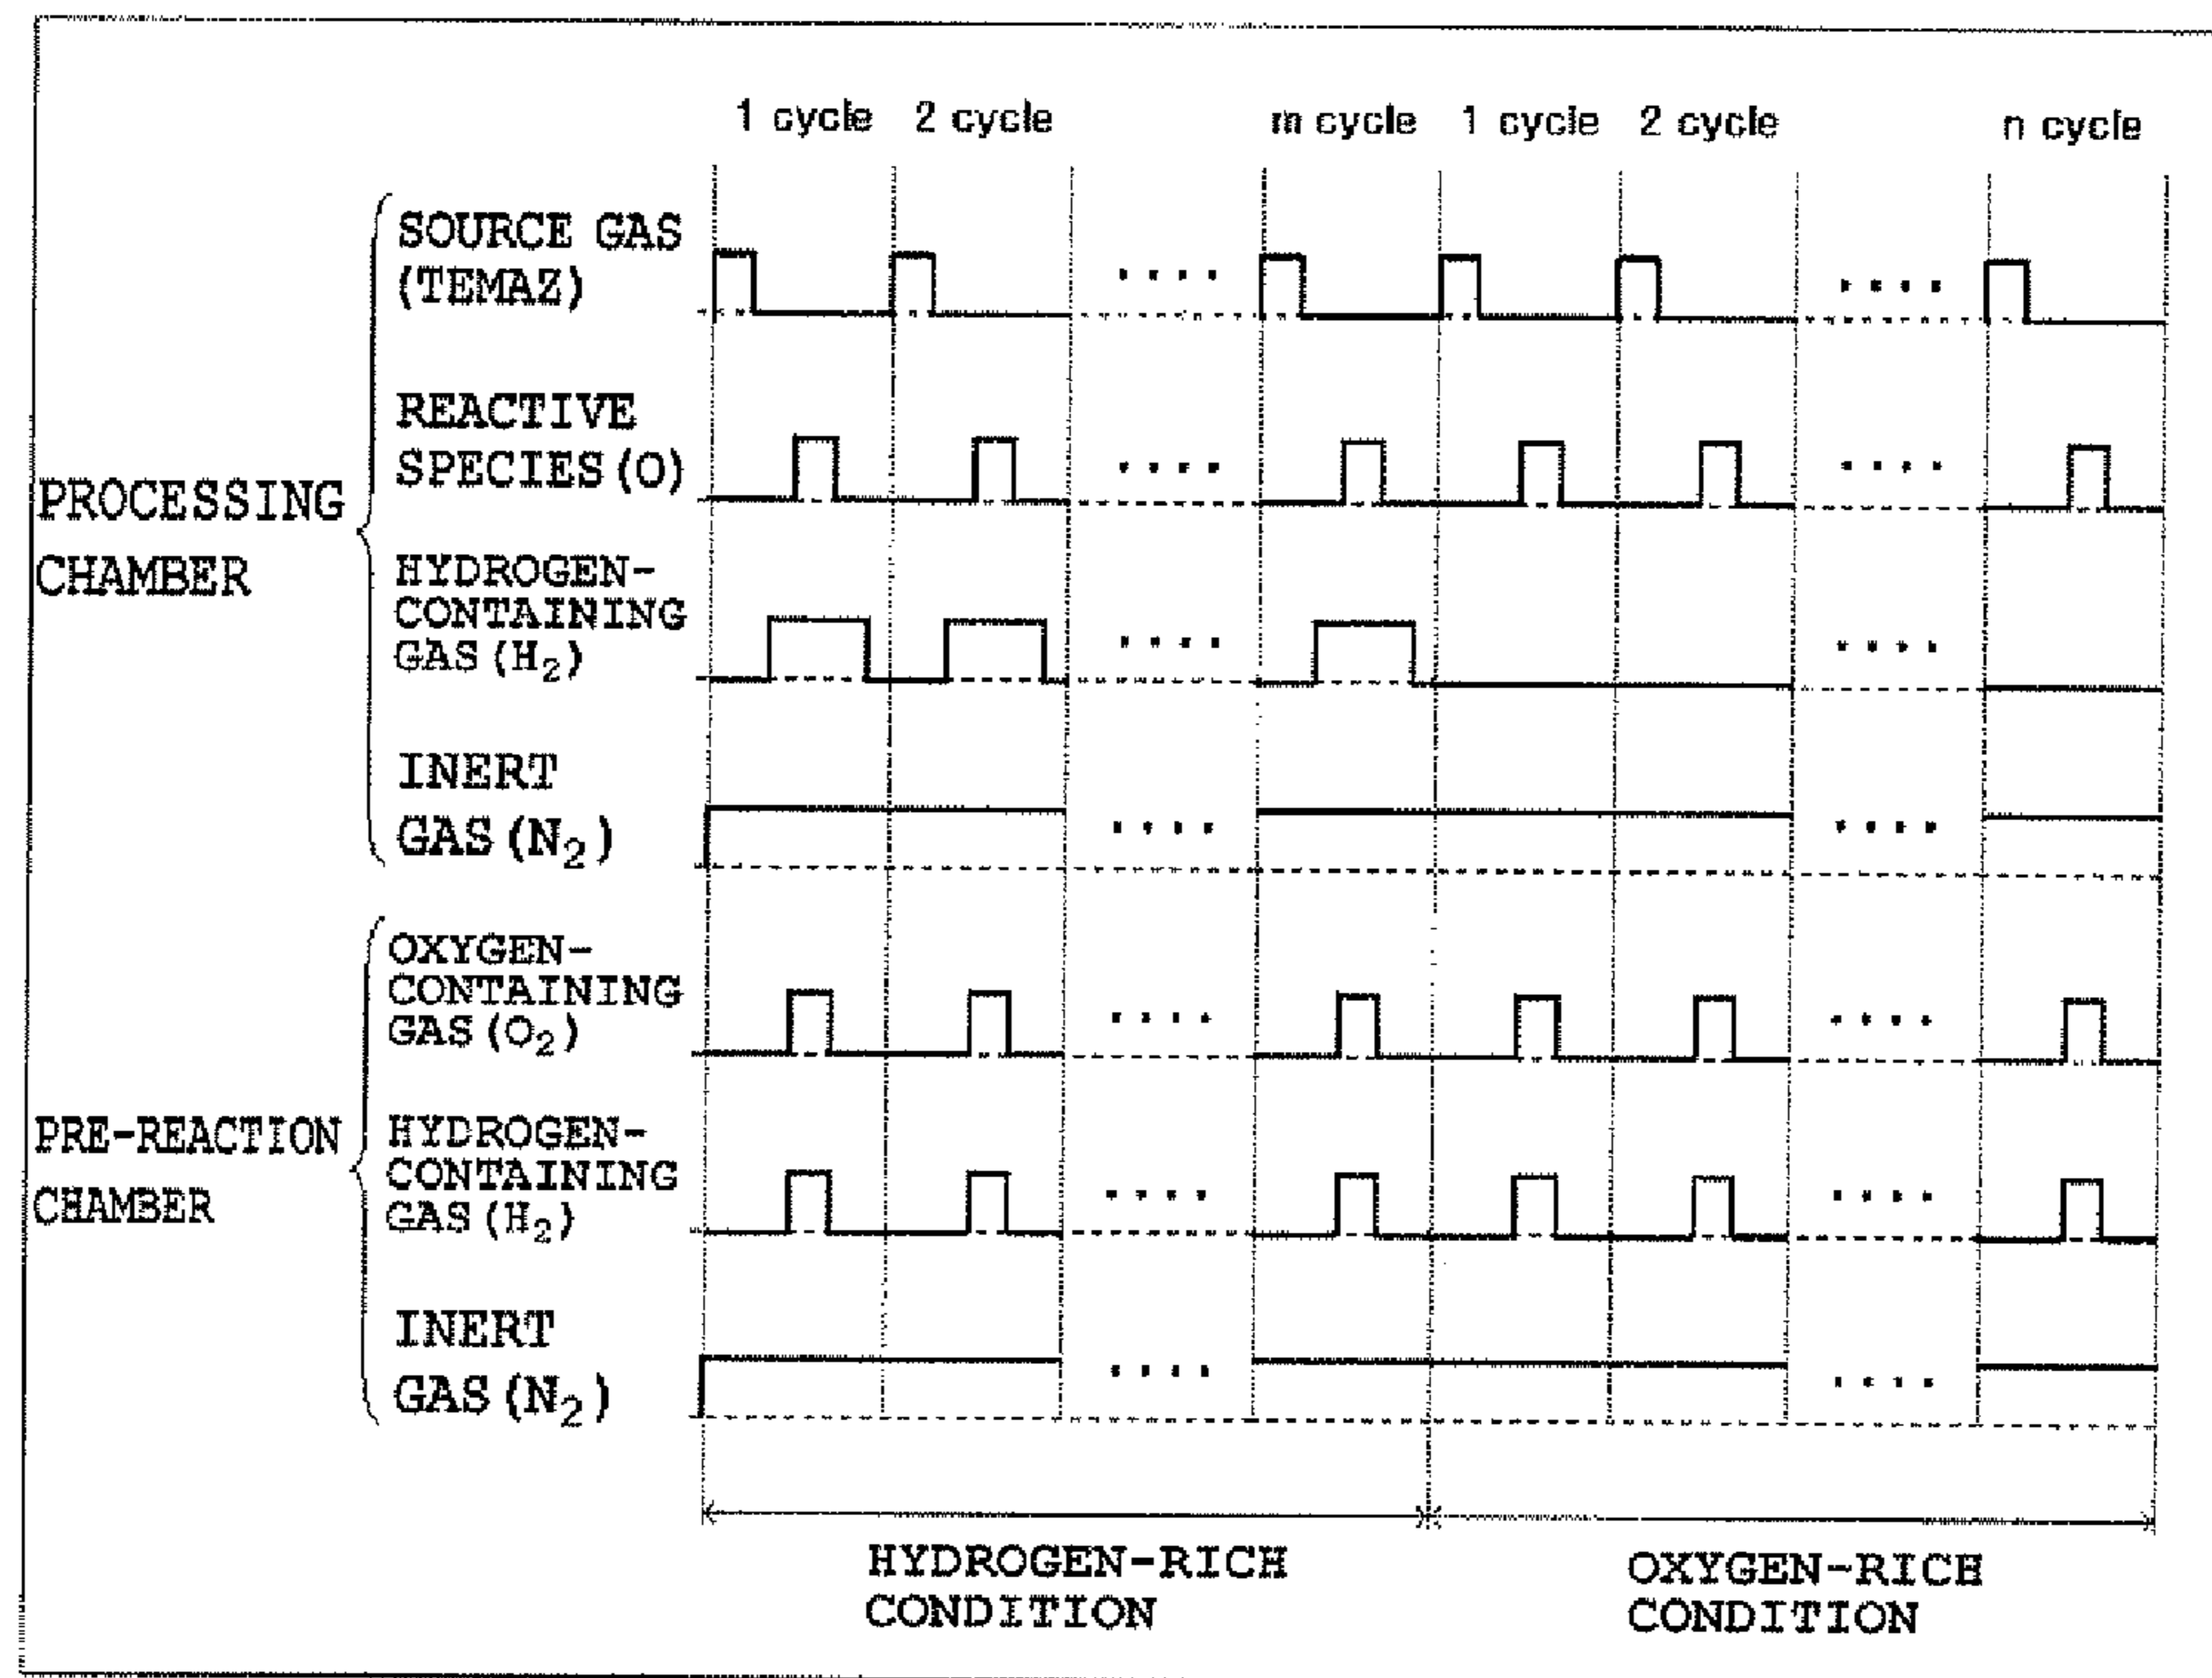 1 cycle 2 cycle m cycle 1 cycle 2 cycle n cycle
SOURCE GAS
(TEMAZ)
REACTIVE
SPECIES (O)
PROCESSING
CHAMBER
HYDROGEN-
CONTAINING
GAS (H₂)
INERT
GAS (N₂)
OXYGEN-
CONTAINING
GAS (O₂)
PRE-REACTION
CHAMBER
HYDROGEN-
CONTAINING
GAS (H₂)
INERT
GAS (N₂)
HYDROGEN-RICH
CONDITION
OXYGEN-RICH
CONDITION